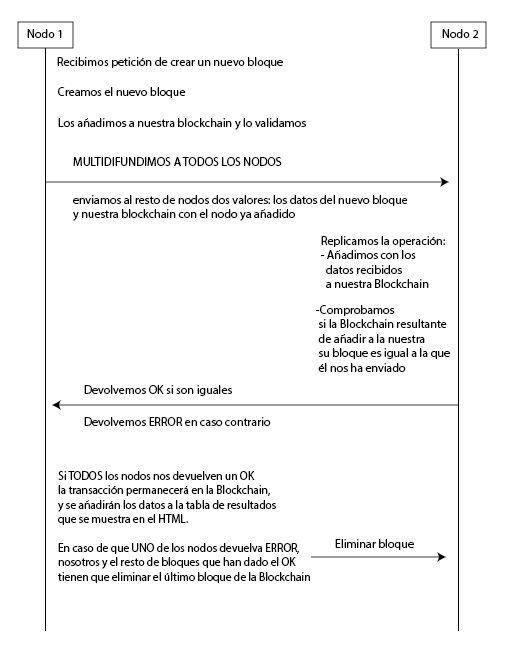 Nodo 1
Nodo 2
Recibimos petición de crear un nuevo bloque
Creamos el nuevo bloque
Los añadimos a nuestra blockchain y lo validamos
MULTIDIFUNDIMOS A TODOS LOS NODOS
enviamos al resto de nodos dos valores: los datos del nuevo bloque
y nuestra blockchain con el nodo ya añadido
Replicamos la operación:
- Añadimos con los
datos recibidos
a nuestra Blockchain
-Comprobamos
si la Blockchain resultante
de añadir a la nuestra
su bloque es igual a la que
él nos ha enviado
Devolvemos OK si son iguales
Devolvemos ERROR en caso contrario
Si TODOS los nodos nos devuelven un OK
la transacción permanecerá en la Blockchain,
y se añadirán los datos a la tabla de resultados
que se muestra en el HTML.
En caso de que UNO de los nodos devuelva ERROR,
nosotros y el resto de bloques que han dado el OK
tienen que eliminar el último bloque de la Blockchain
Eliminar bloque